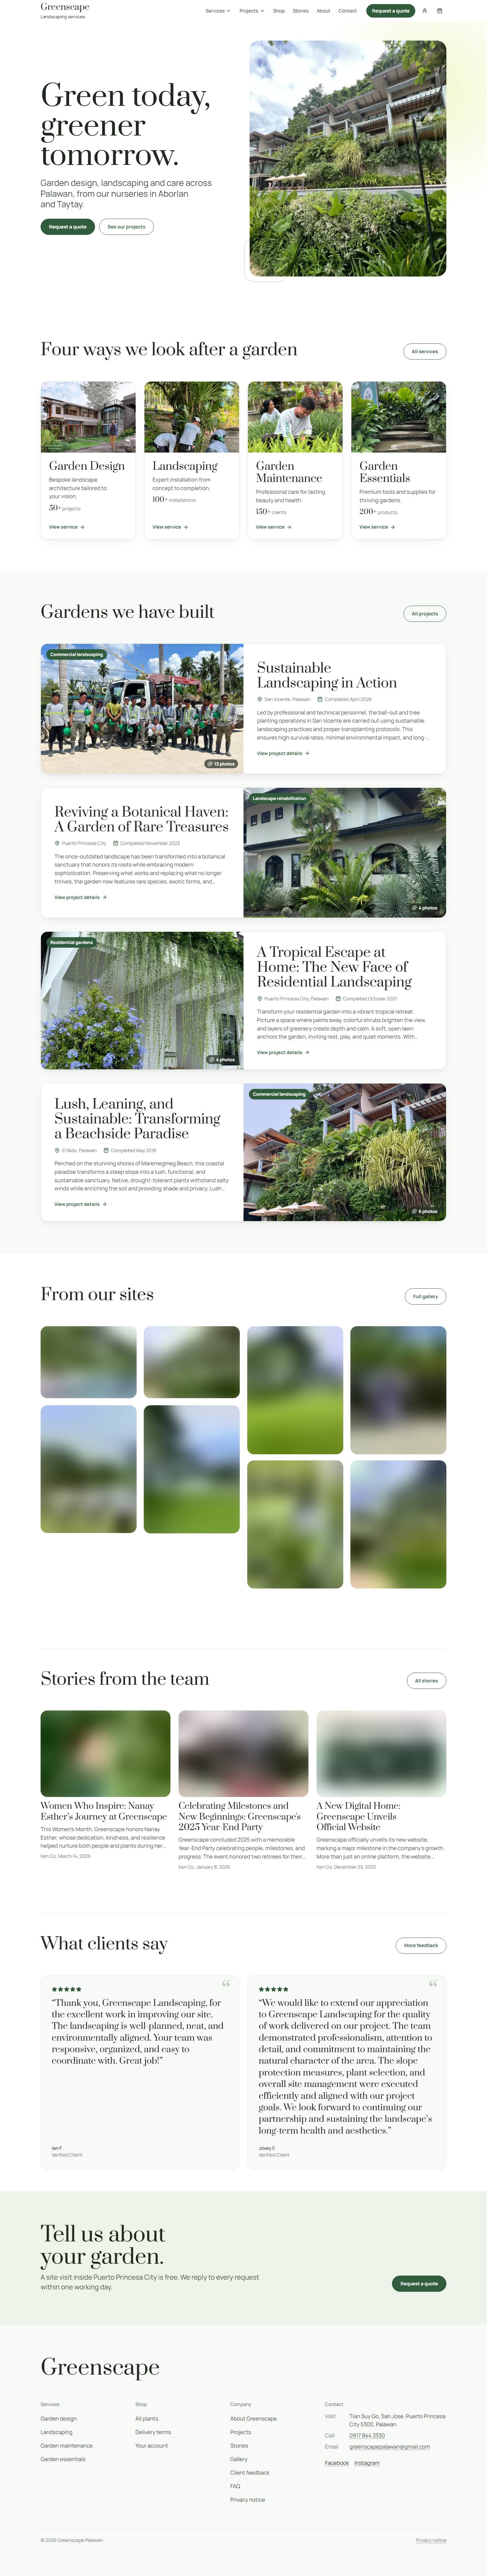 Greenscape
Landscaping services
Services
Projects
Shop
Stories
About
Contact
Request a quote
Green today,
greener
tomorrow.
Garden design, landscaping and care across
Palawan, from our nurseries in Aborlan
and Taytay.
Request a quote
See our projects
Four ways we look after a garden
All services
Garden Design
Bespoke landscape
architecture tailored to
your vision.
50+ projects
View service
Landscaping
Expert installation from
concept to completion.
100+ installations
View service
Garden
Maintenance
Professional care for lasting
beauty and health.
150+ clients
View service
Garden
Essentials
Premium tools and supplies for
thriving gardens.
200+ products
View service
Gardens we have built
All projects
Commercial landscaping
13 photos
Sustainable
Landscaping in Action
San Vicente, Palawan
Completed April 2026
Led by professional and technical personnel, the ball-out and tree
planting operations in San Vicente are carried out using sustainable
landscaping practices and proper transplanting protocols. This
ensures high survival rates, minimal environmental impact, and long-…
View project details
Reviving a Botanical Haven:
A Garden of Rare Treasures
Puerto Princesa City,
Completed November 2023
The once-outdated landscape has been transformed into a botanical
sanctuary that honors its roots while embracing modern
sophistication. Preserving what works and replacing what no longer
thrives, the garden now features rare species, exotic forms, and…
View project details
Landscape rehabilitation
4 photos
Residential gardens
4 photos
A Tropical Escape at
Home: The New Face of
Residential Landscaping
Puerto Princesa City, Palawan
Completed October 2021
Transform your residential garden into a vibrant tropical retreat.
Picture a space where palms sway, colorful shrubs brighten the view,
and layers of greenery create depth and calm. A soft, open lawn
anchors the garden, inviting rest, play, and quiet moments. With…
View project details
Lush, Leaning, and
Sustainable: Transforming
a Beachside Paradise
El Nido, Palawan
Completed May 2018
Perched on the stunning shores of Maremegmeg Beach, this coastal
paradise transforms a steep slope into a lush, functional, and
sustainable sanctuary. Native, drought-tolerant plants withstand salty
winds while enriching the soil and providing shade and privacy. Lush…
View project details
Commercial landscaping
6 photos
From our sites
Full gallery
Stories from the team
All stories
Women Who Inspire: Nanay
Esther's Journey at Greenscape
This Women's Month, Greenscape honors Nanay
Esther, whose dedication, kindness, and resilience
helped nurture both people and plants during her…
Ken Co, March 14, 2026
Celebrating Milestones and
New Beginnings: Greenscape's
2025 Year-End Party
Greenscape concluded 2025 with a memorable
Year-End Party celebrating people, milestones, and
progress. The event honored two retirees for their…
Ken Co, January 8, 2026
A New Digital Home:
Greenscape Unveils
Official Website
Greenscape officially unveils its new website,
marking a major milestone in the company's growth.
More than just an online platform, the website…
Ken Co, December 29, 2025
What clients say
More feedback
“
“Thank you, Greenscape Landscaping, for
the excellent work in improving our site.
The landscaping is well-planned, neat, and
environmentally aligned. Your team was
responsive, organized, and easy to
coordinate with. Great job!”
Ian F.
Verified Client
“
“We would like to extend our appreciation
to Greenscape Landscaping for the quality
of work delivered on our project. The team
demonstrated professionalism, attention to
detail, and commitment to maintaining the
natural character of the area. The slope
protection measures, plant selection, and
overall site management were executed
efficiently and aligned with our project
goals. We look forward to continuing our
partnership and sustaining the landscape’s
long-term health and aesthetics.”
Jovey F.
Verified Client
Tell us about
your garden.
A site visit inside Puerto Princesa City is free. We reply to every request
within one working day.
Request a quote
Greenscape
Services
Garden design
Landscaping
Garden maintenance
Garden essentials
Shop
All plants
Delivery terms
Your account
Company
About Greenscape
Projects
Stories
Gallery
Client feedback
FAQ
Privacy notice
Contact
Visit
Tian Suy Go, San Jose, Puerto Princesa
City 5300, Palawan
Call
0917 844 3330
Email
greenscapepalawan@gmail.com
Facebook
Instagram
© 2026 Greenscape Palawan
Privacy notice